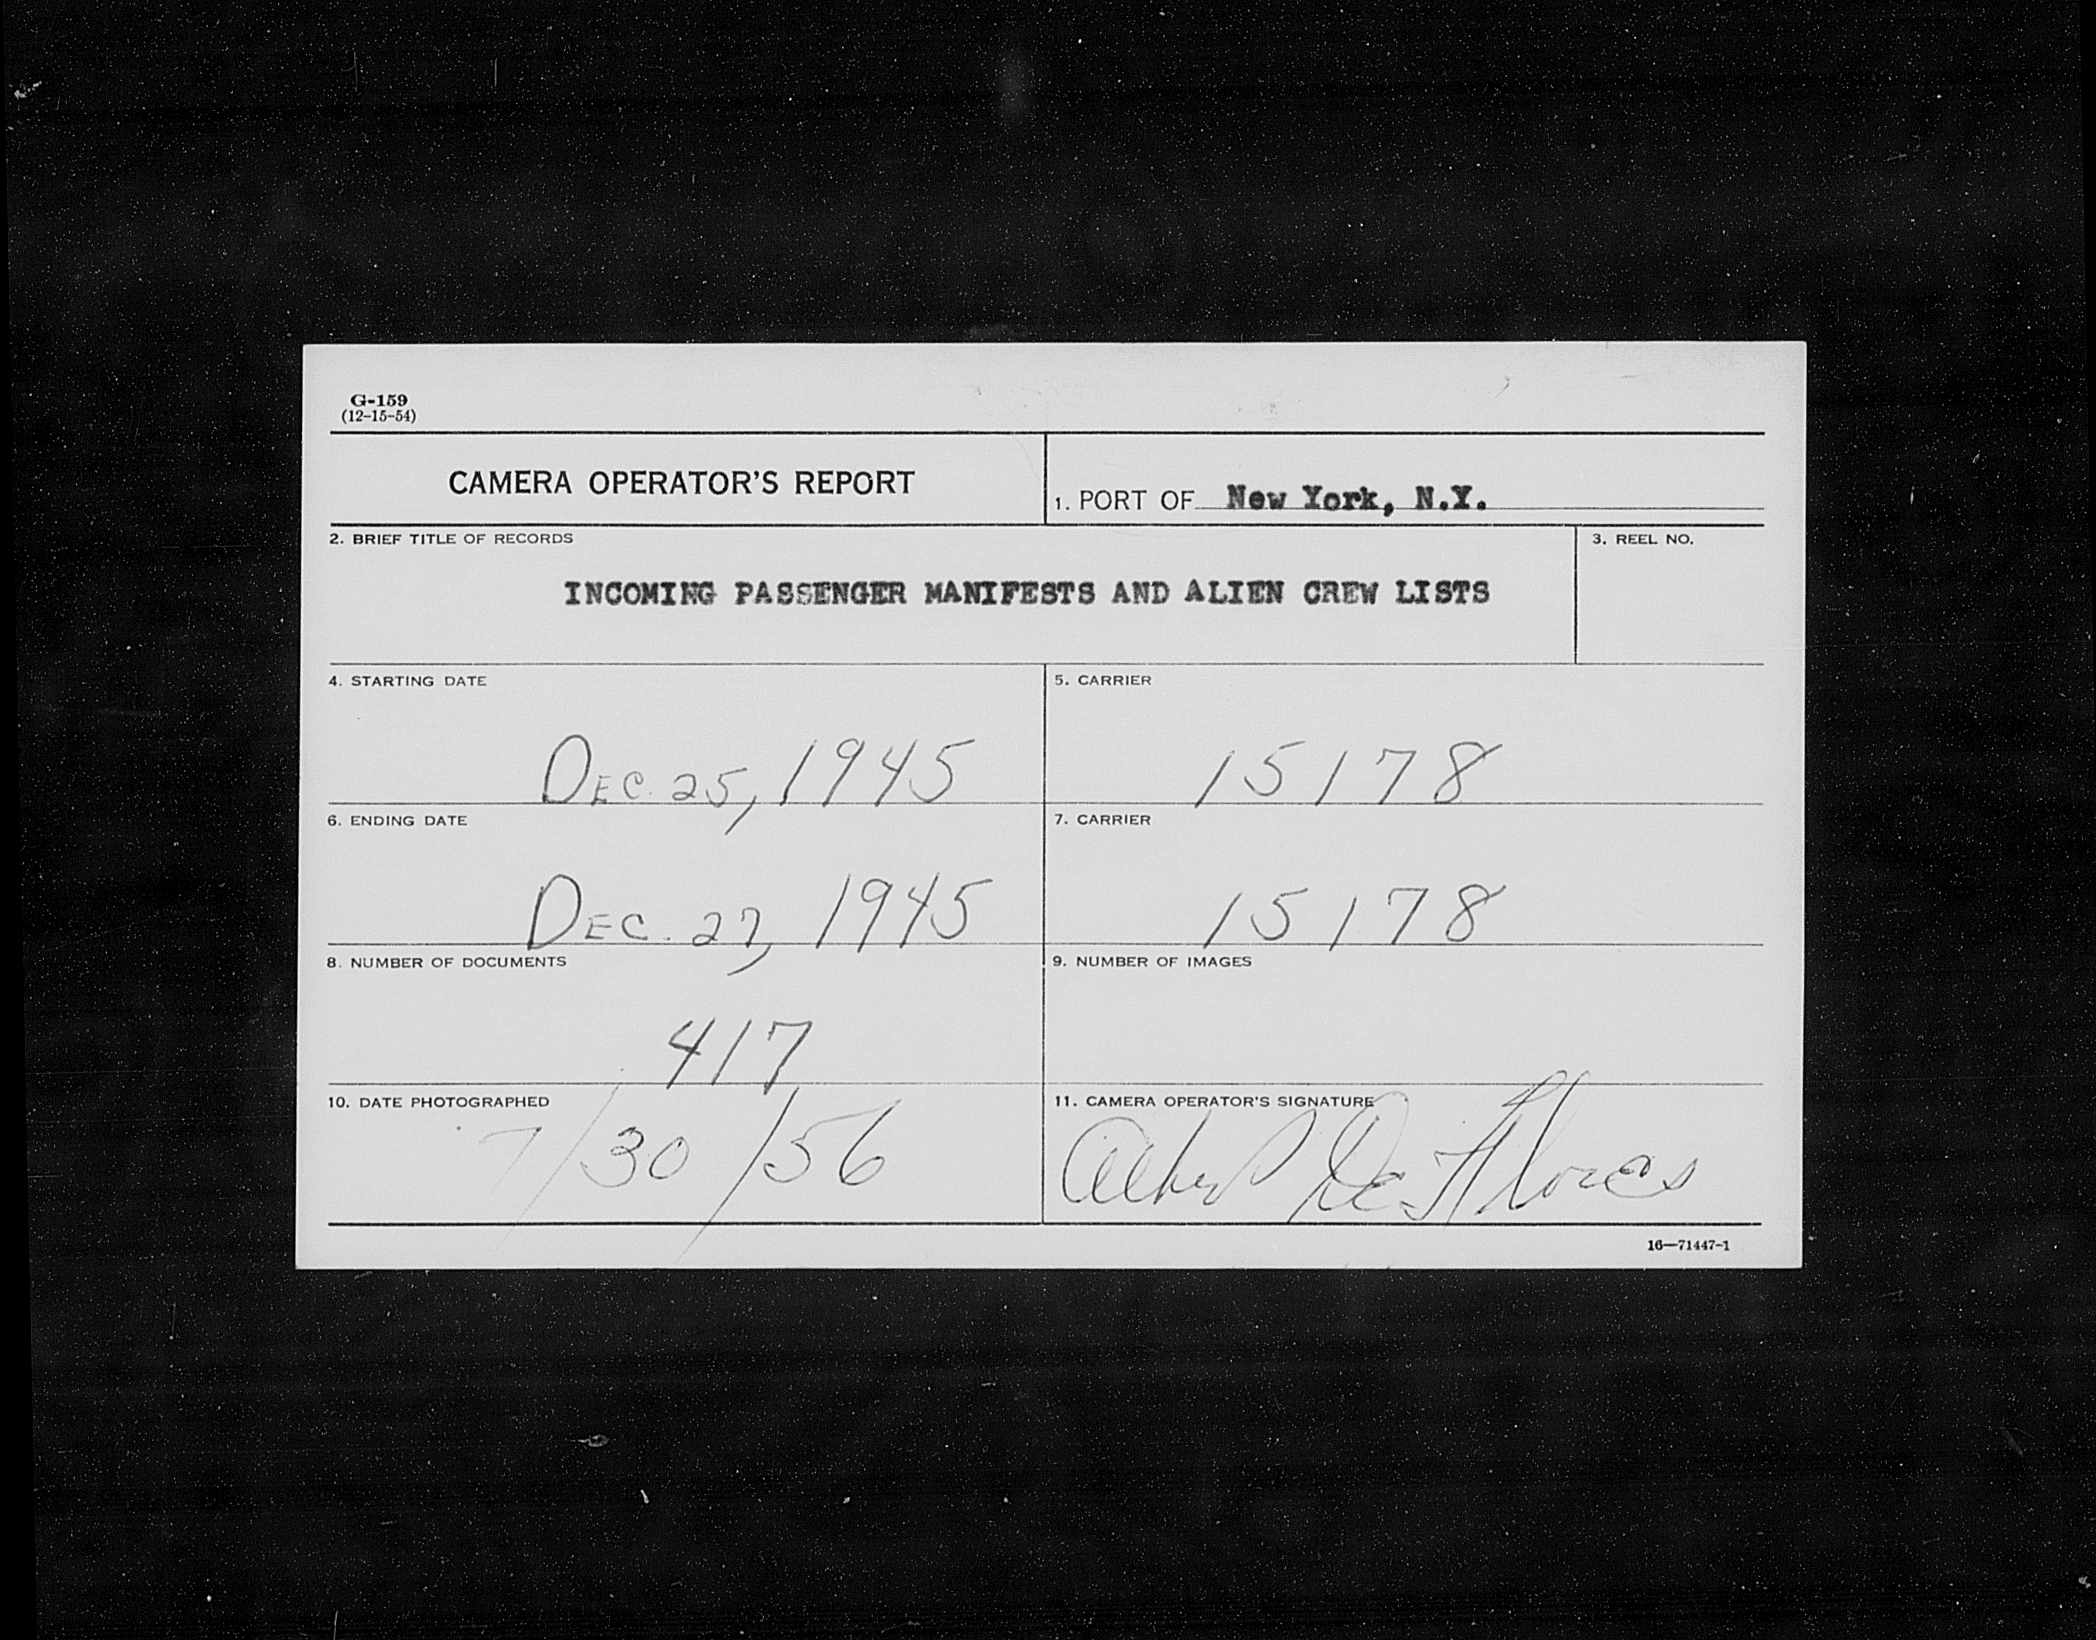 G-159
(12-15-54)
CAMERA OPERATOR'S REPORT
1. PORT OF New York, N.Y.
2. BRIEF TITLE OF RECORDS
3. REEL NO.
INCOMING PASSENGER MANIFESTS AND ALIEN CREW LISTS
4. STARTING DATE
5. CARRIER
DEC. 25, 1945
15178
6. ENDING DATE
7. CARRIER
DEC. 27, 1945
15178
8. NUMBER OF DOCUMENTS
9. NUMBER OF IMAGES
417
10. DATE PHOTOGRAPHED
11. CAMERA OPERATOR'S SIGNATURE
7/30/56
Albert De Flores
16—71447-1